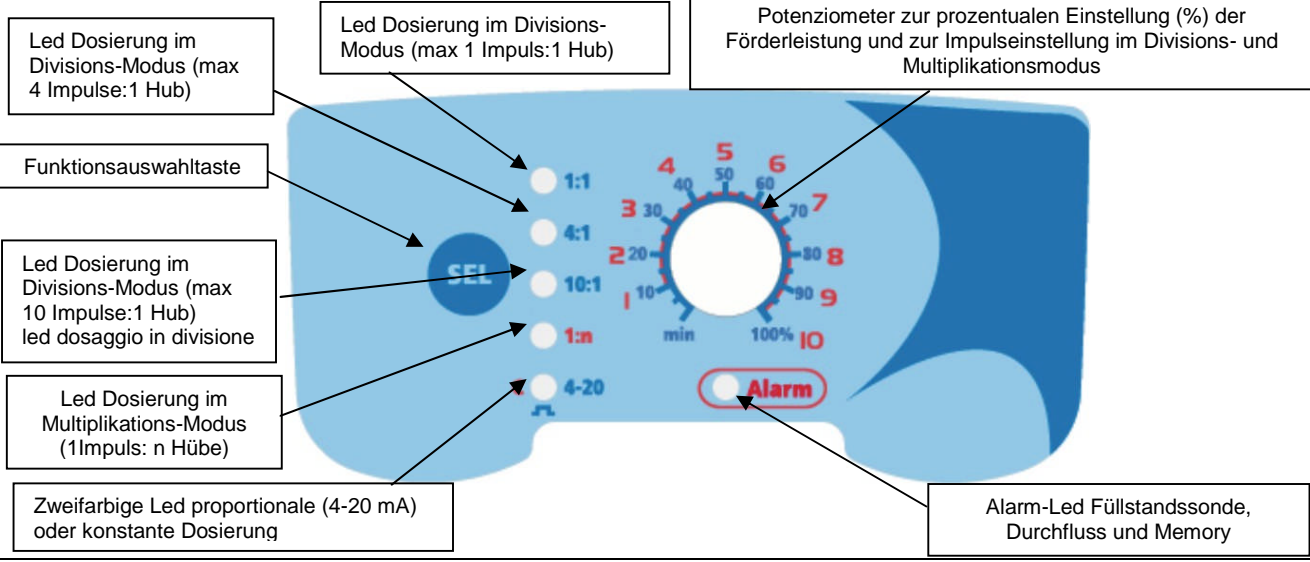 Led Dosierung im
Divisions-Modus (max
4 Impulse:1 Hub)
Led Dosierung im Divisions-
Modus (max 1 Impuls:1 Hub)
Potenziometer zur prozentualen Einstellung (%) der
Förderleistung und zur Impulseinstellung im Divisions- und
Multiplikationsmodus
Funktionsauswahltaste
Led Dosierung im
Divisions-Modus (max
10 Impulse:1 Hub)
led dosaggio in divisione
Led Dosierung im
Multiplikations-Modus
(1Impuls: n Hübe)
Zweifarbige Led proportionale (4-20 mA)
oder konstante Dosierung
SEL
1:1
4:1
10:1
1:n
4-20
min
10 1
20 2
30 3
40 4
50 5
60 6
70 7
80 8
90 9
100% 10
Alarm
Alarm-Led Füllstandssonde,
Durchfluss und Memory